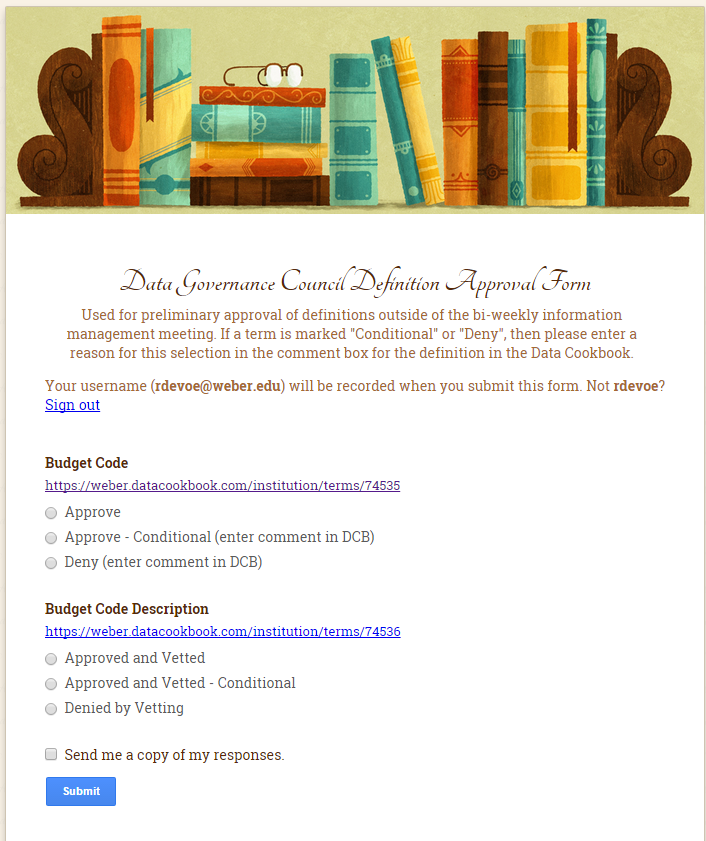 Data Governance Council Definition Approval Form
Used for preliminary approval of definitions outside of the bi-weekly information
management meeting. If a term is marked "Conditional" or "Deny", then please enter a
reason for this selection in the comment box for the definition in the Data Cookbook.
Your username (rdevoe@weber.edu) will be recorded when you submit this form. Not rdevoe?
Sign out
Budget Code
https://weber.datacookbook.com/institution/terms/74535
Approve
Approve - Conditional (enter comment in DCB)
Deny (enter comment in DCB)
Budget Code Description
https://weber.datacookbook.com/institution/terms/74536
Approved and Vetted
Approved and Vetted - Conditional
Denied by Vetting
Send me a copy of my responses.
Submit